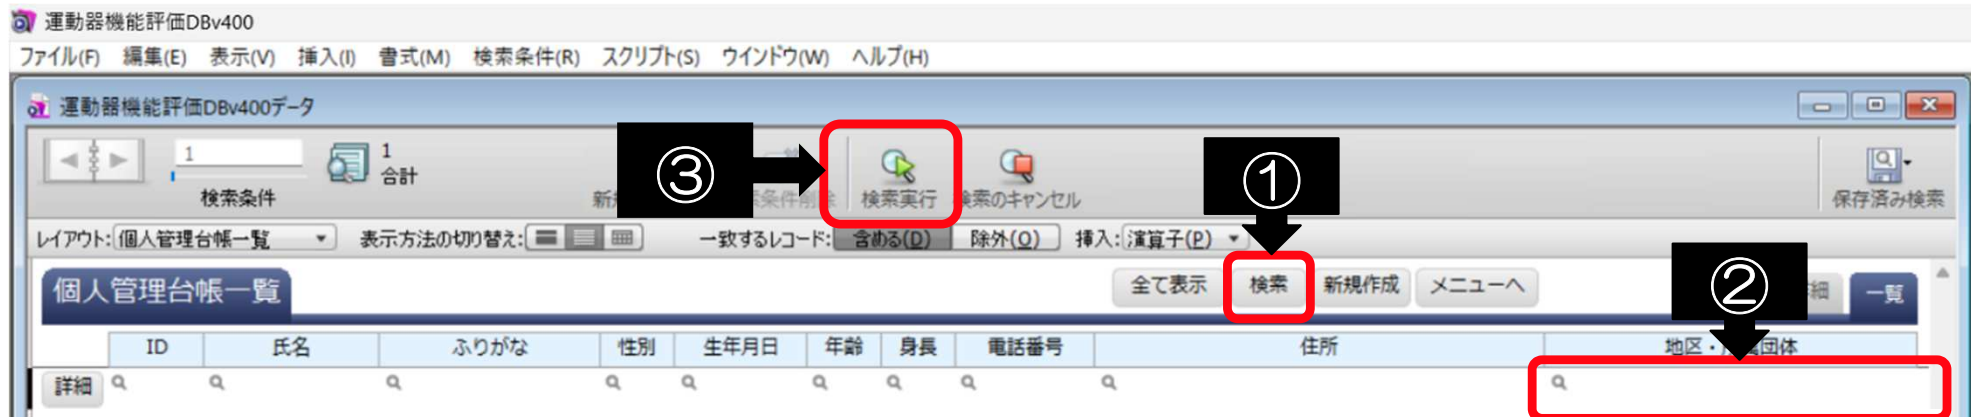 運動器機能評価DBv400
ファイル(F) 編集(E) 表示(V) 挿入(I) 書式(M) 検索条件(R) スクリプト(S) ウインドウ(W) ヘルプ(H)
運動器機能評価DBv400データ
1
検索条件
1
合計
新
③
検索実行
検索のキャンセル
①
保存済み検索
レイアウト: 個人管理台帳一覧 表示方法の切り替え: 一致するレコード: 含める(D) 除外(O) 挿入: 演算子(P)
個人管理台帳一覧
全て表示 検索 新規作成 メニューへ
②
細 一覧
ID 氏名 ふりがな 性別 生年月日 年齢 身長 電話番号 住所 地区・ 団体
詳細